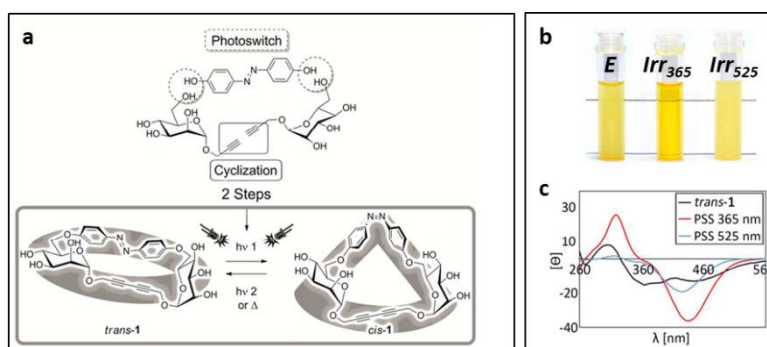 a
Photoswitch
HO
N
N
OH
OH
HO
HO
HO
HO
O
O
O
O
OH
OH
OH
Cyclization
2 Steps
hν 1
hν 2
or Δ
trans-1
cis-1
b
E
Irr365
Irr525
c
[Θ]
trans-1
PSS 365 nm
PSS 525 nm
30
10
-20
-40
260
360
460
560
λ [nm]